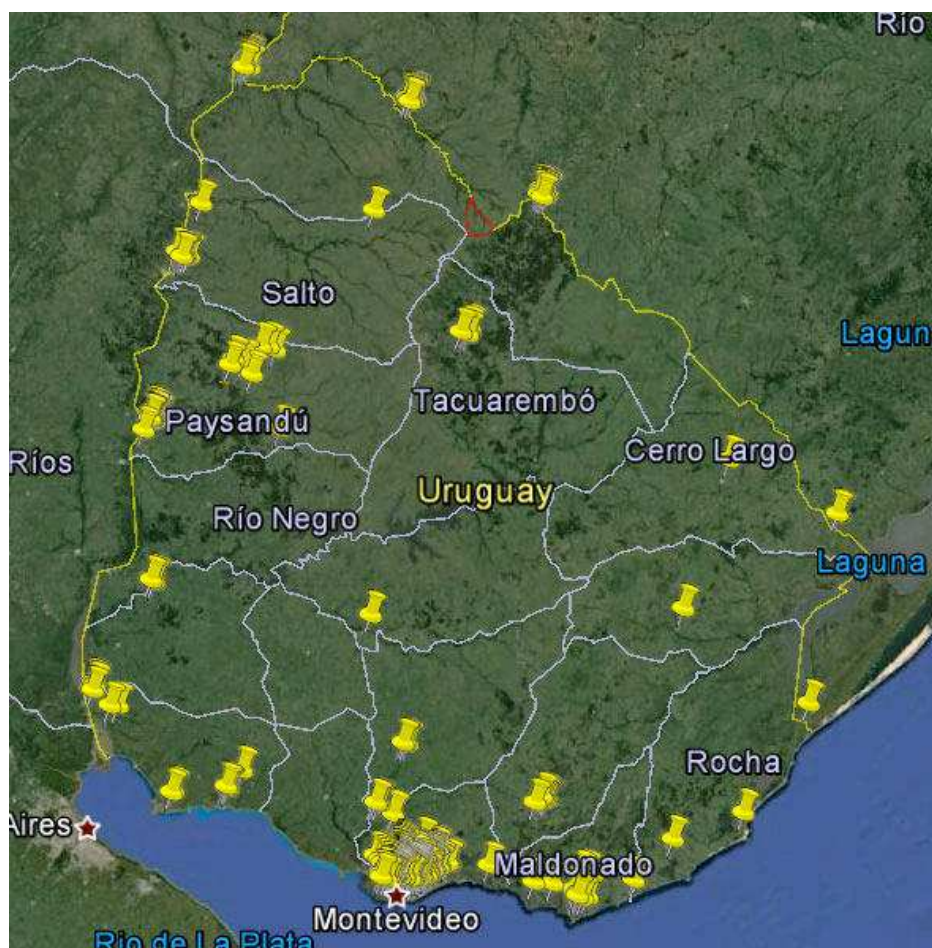 Río
Salto
Lagun
Tacuarembó
Paysandú
Cerro Largo
Ríos
Uruguay
Río Negro
Laguna
Rocha
Aires
Maldonado
Montevideo
Rio de La Plata